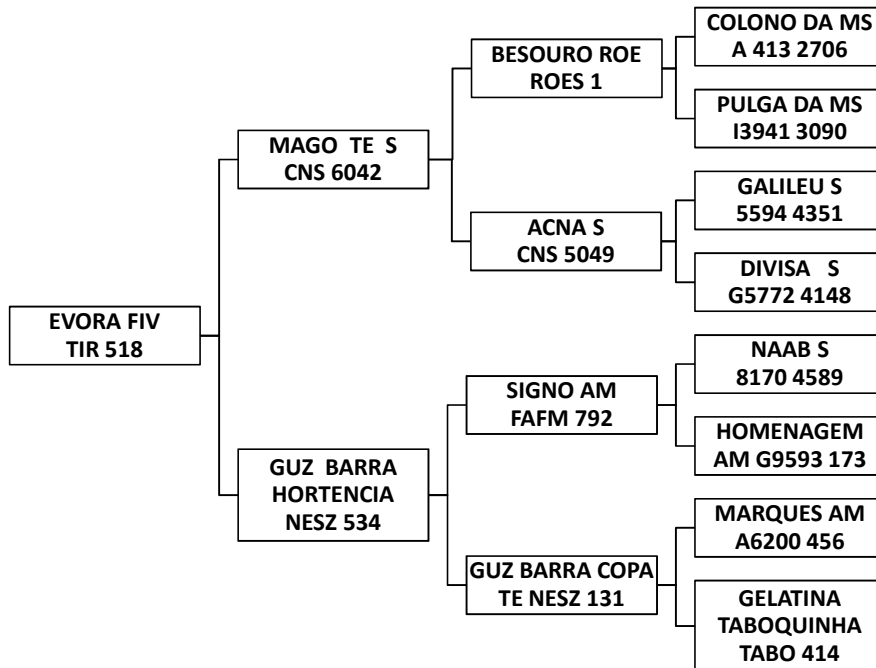 COLONO DA MS
A 413 2706
BESOURO ROE
ROES 1
PULGA DA MS
I3941 3090
MAGO TE S
CNS 6042
GALILEU S
5594 4351
ACNA S
CNS 5049
DIVISA S
G5772 4148
EVORA FIV
TIR 518
NAAB S
8170 4589
SIGNO AM
FAFM 792
HOMENAGEM
AM G9593 173
GUZ BARRA
HORTENCIA
NESZ 534
MARQUES AM
A6200 456
GUZ BARRA COPA
TE NESZ 131
GELATINA
TABOQUINHA
TABO 414